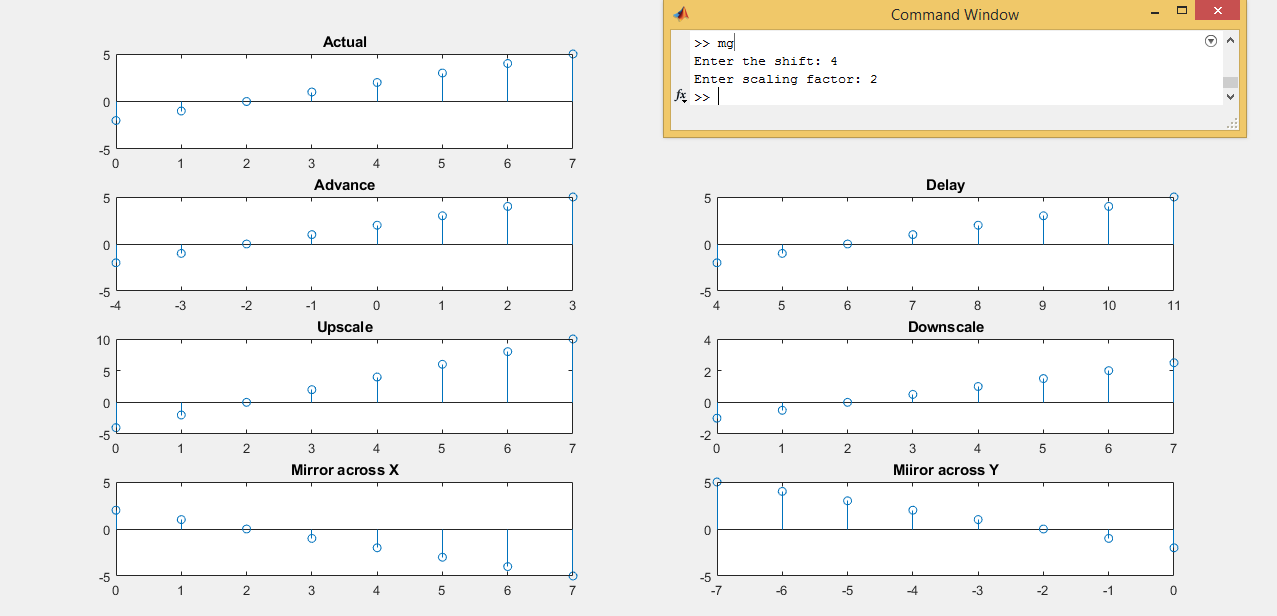 Command Window
>> mg
Enter the shift: 4
Enter scaling factor: 2
fx >>
Actual
5
0
-5
0 1 2 3 4 5 6 7
Advance
5
0
-5
-4 -3 -2 -1 0 1 2 3
Delay
5
0
-5
4 5 6 7 8 9 10 11
Upscale
10
5
0
-5
0 1 2 3 4 5 6 7
Downscale
4
2
0
-2
0 1 2 3 4 5 6 7
Mirror across X
5
0
-5
0 1 2 3 4 5 6 7
Miiror across Y
5
0
-5
-7 -6 -5 -4 -3 -2 -1 0